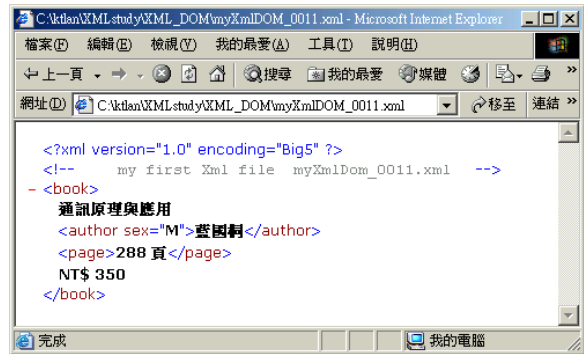 C:\ktlan\XMLstudy\XML_DOM\myXmlDOM_0011.xml - Microsoft Internet Explorer
檔案(F) 編輯(E) 檢視(V) 我的最愛(A) 工具(T) 說明(H)
上一頁 搜尋 我的最愛 媒體 »
網址(D) C:\ktlan\XMLstudy\XML_DOM\myXmlDOM_0011.xml 移至 連結 »
<?xml version="1.0" encoding="Big5" ?>
<!-- my first Xml file myXmlDom_0011.xml -->
- <book>
通訊原理與應用
<author sex="M">藍國桐</author>
<page>288 頁</page>
NT$ 350
</book>
完成 我的電腦